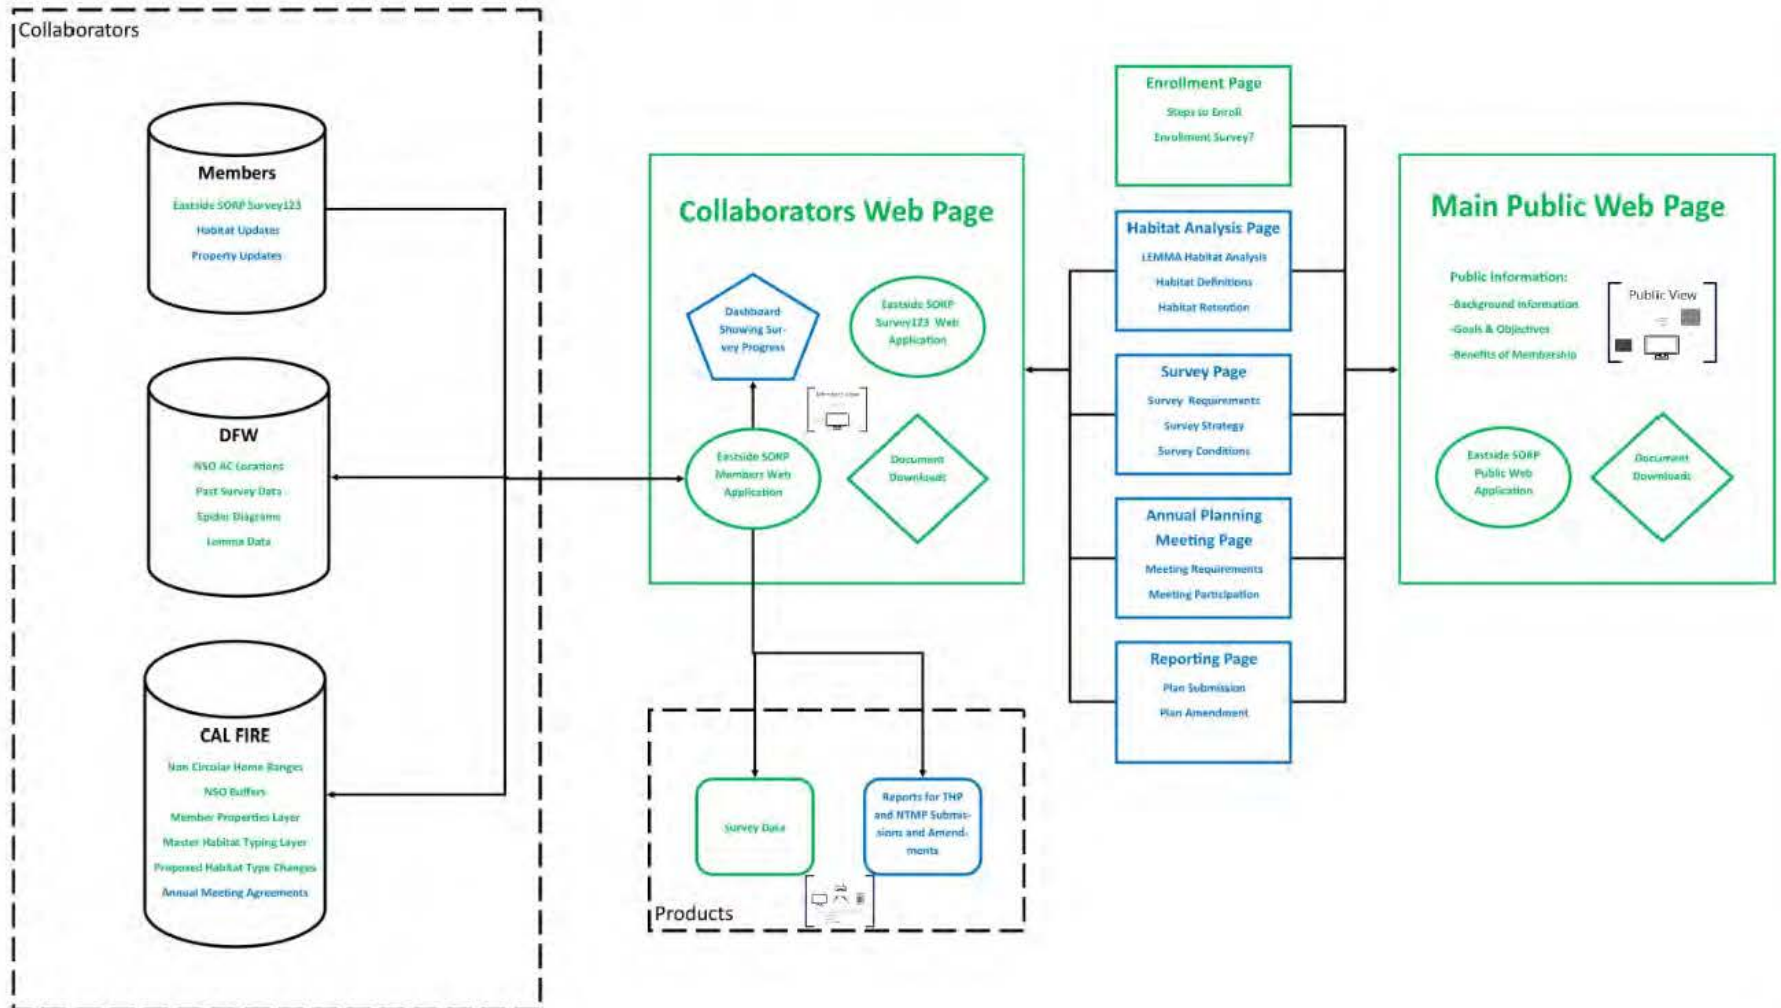 Collaborators
Members
Eastside SORP Survey123
Habitat Updates
Property Updates
DFW
NSO AC Locations
Past Survey Data
Spider Diagrams
Lemma Data
CAL FIRE
Non Circular Home Ranges
NSO Buffers
Member Properties Layer
Master Habitat Typing Layer
Proposed Habitat Type Changes
Annual Meeting Agreements
Collaborators Web Page
Dashboard
Showing Sur-
vey Progress
Eastside SORP
Survey123 Web
Application
Members View
Eastside SORP
Members Web
Application
Document
Downloads
Products
Survey Data
Reports for THP
and NTMP Submis-
sions and Amend-
ments
Enrollment Page
Steps to Enroll
Enrollment Survey?
Habitat Analysis Page
LEMMA Habitat Analysis
Habitat Definitions
Habitat Retention
Survey Page
Survey Requirements
Survey Strategy
Survey Conditions
Annual Planning
Meeting Page
Meeting Requirements
Meeting Participation
Reporting Page
Plan Submission
Plan Amendment
Main Public Web Page
Public Information:
-Background Information
-Goals & Objectives
-Benefits of Membership
Public View
Eastside SORP
Public Web
Application
Document
Downloads